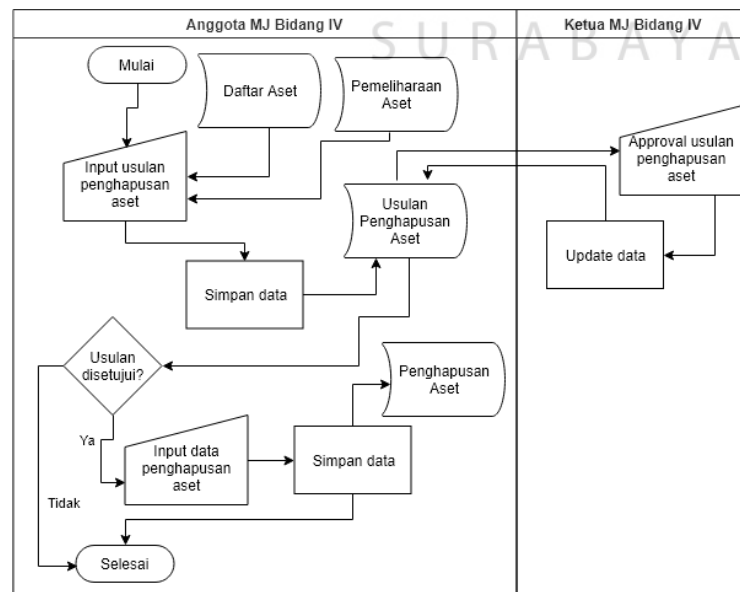 SURABAYA
Anggota MJ Bidang IV
Ketua MJ Bidang IV
Mulai
Daftar Aset
Pemeliharaan
Aset
Input usulan
penghapusan
aset
Usulan
Penghapusan
Aset
Approval usulan
penghapusan
aset
Simpan data
Update data
Usulan
disetujui?
Penghapusan
Aset
Ya
Input data
penghapusan
aset
Simpan data
Tidak
Selesai